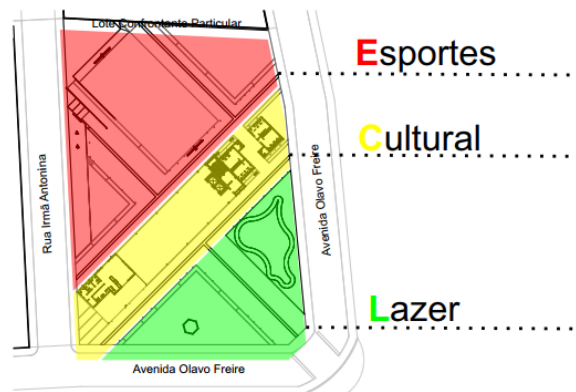 Lote Confrontante Particular
Esportes
Cultural
Rua Irmã Antonina
Avenida Olavo Freire
Lazer
Avenida Olavo Freire